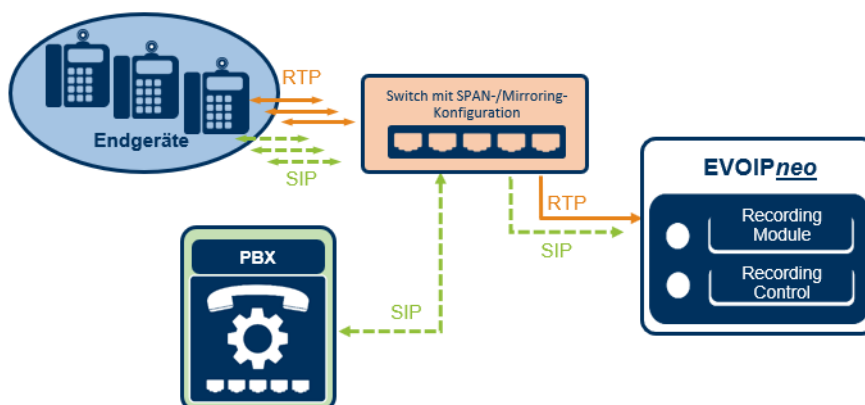 RTP
Endgeräte
SIP
Switch mit SPAN-/Mirroring-
Konfiguration
EVOIPneo
Recording
Module
Recording
Control
RTP
SIP
PBX
SIP